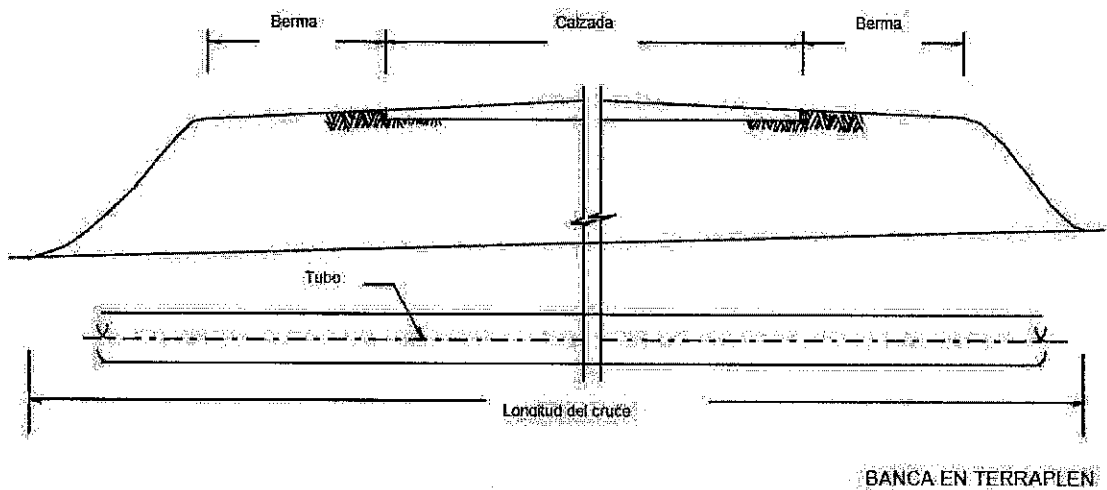 Berma
Calzada
Berma
Tubo
Longitud del cruce
BANCA EN TERRAPLEN